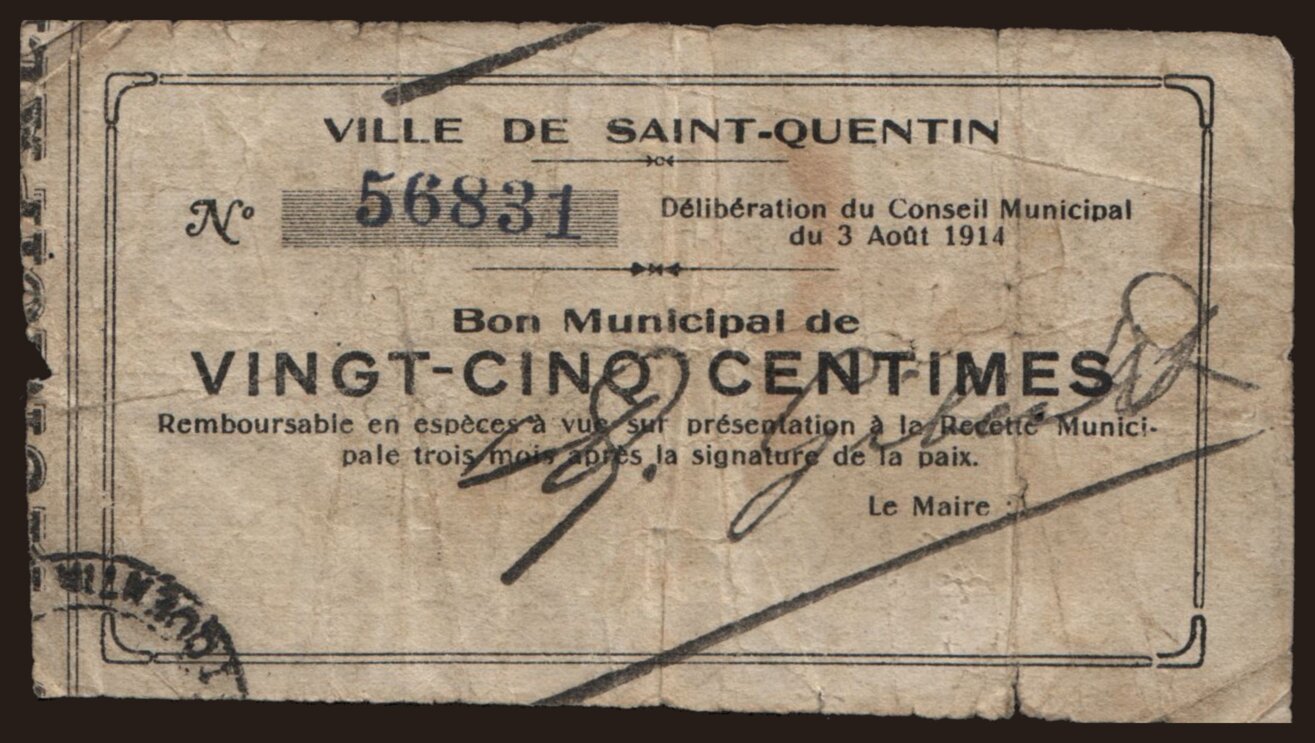 VILLE DE SAINT-QUENTIN
Nº 56831
Délibération du Conseil Municipal
du 3 Août 1914
Bon Municipal de
VINGT-CINQ CENTIMES
Remboursable en espèces à vue sur présentation à la Recette Munici-
pale trois mois après la signature de la paix.
Le Maire :
QUENTIN